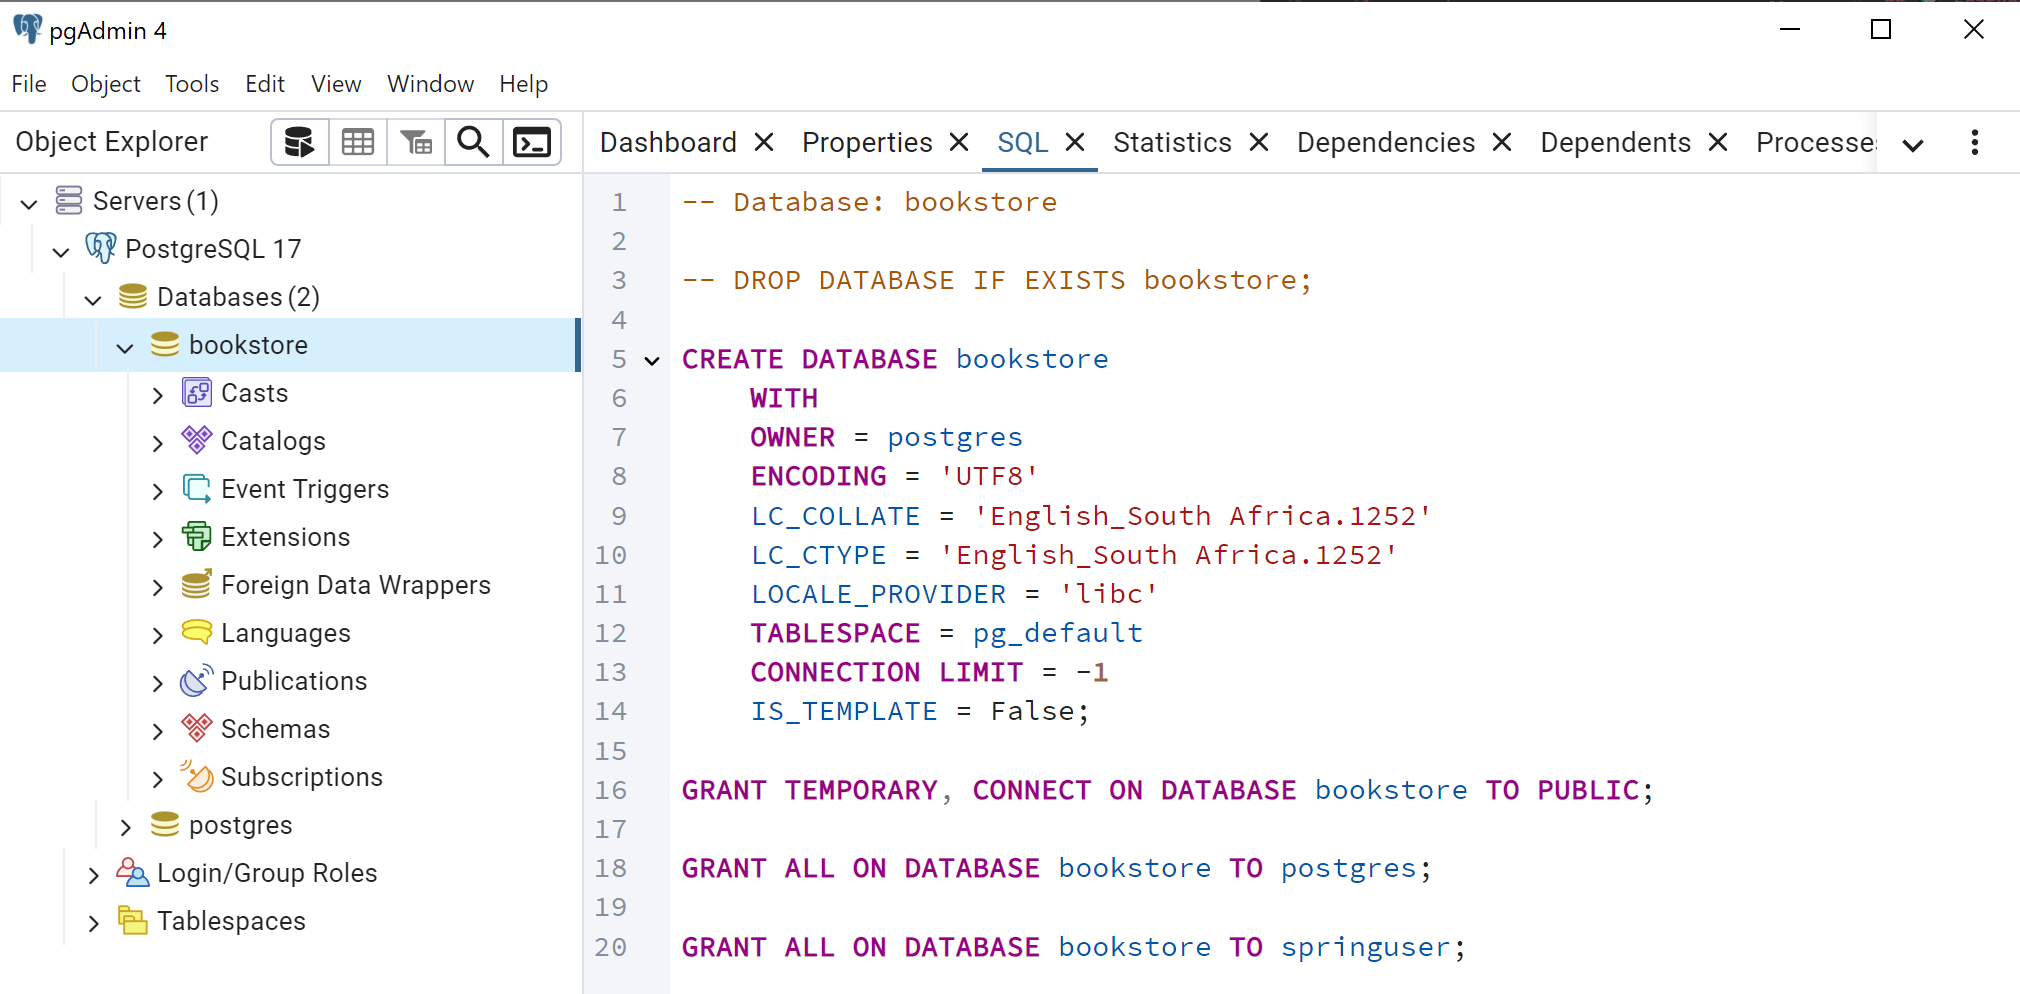 pgAdmin 4
File Object Tools Edit View Window Help
Object Explorer
Dashboard Properties SQL Statistics Dependencies Dependents Processes
Servers (1)
PostgreSQL 17
Databases (2)
bookstore
Casts
Catalogs
Event Triggers
Extensions
Foreign Data Wrappers
Languages
Publications
Schemas
Subscriptions
postgres
Login/Group Roles
Tablespaces
1 -- Database: bookstore
2
3 -- DROP DATABASE IF EXISTS bookstore;
4
5 CREATE DATABASE bookstore
6 WITH
7 OWNER = postgres
8 ENCODING = 'UTF8'
9 LC_COLLATE = 'English_South Africa.1252'
10 LC_CTYPE = 'English_South Africa.1252'
11 LOCALE_PROVIDER = 'libc'
12 TABLESPACE = pg_default
13 CONNECTION LIMIT = -1
14 IS_TEMPLATE = False;
15
16 GRANT TEMPORARY, CONNECT ON DATABASE bookstore TO PUBLIC;
17
18 GRANT ALL ON DATABASE bookstore TO postgres;
19
20 GRANT ALL ON DATABASE bookstore TO springuser;